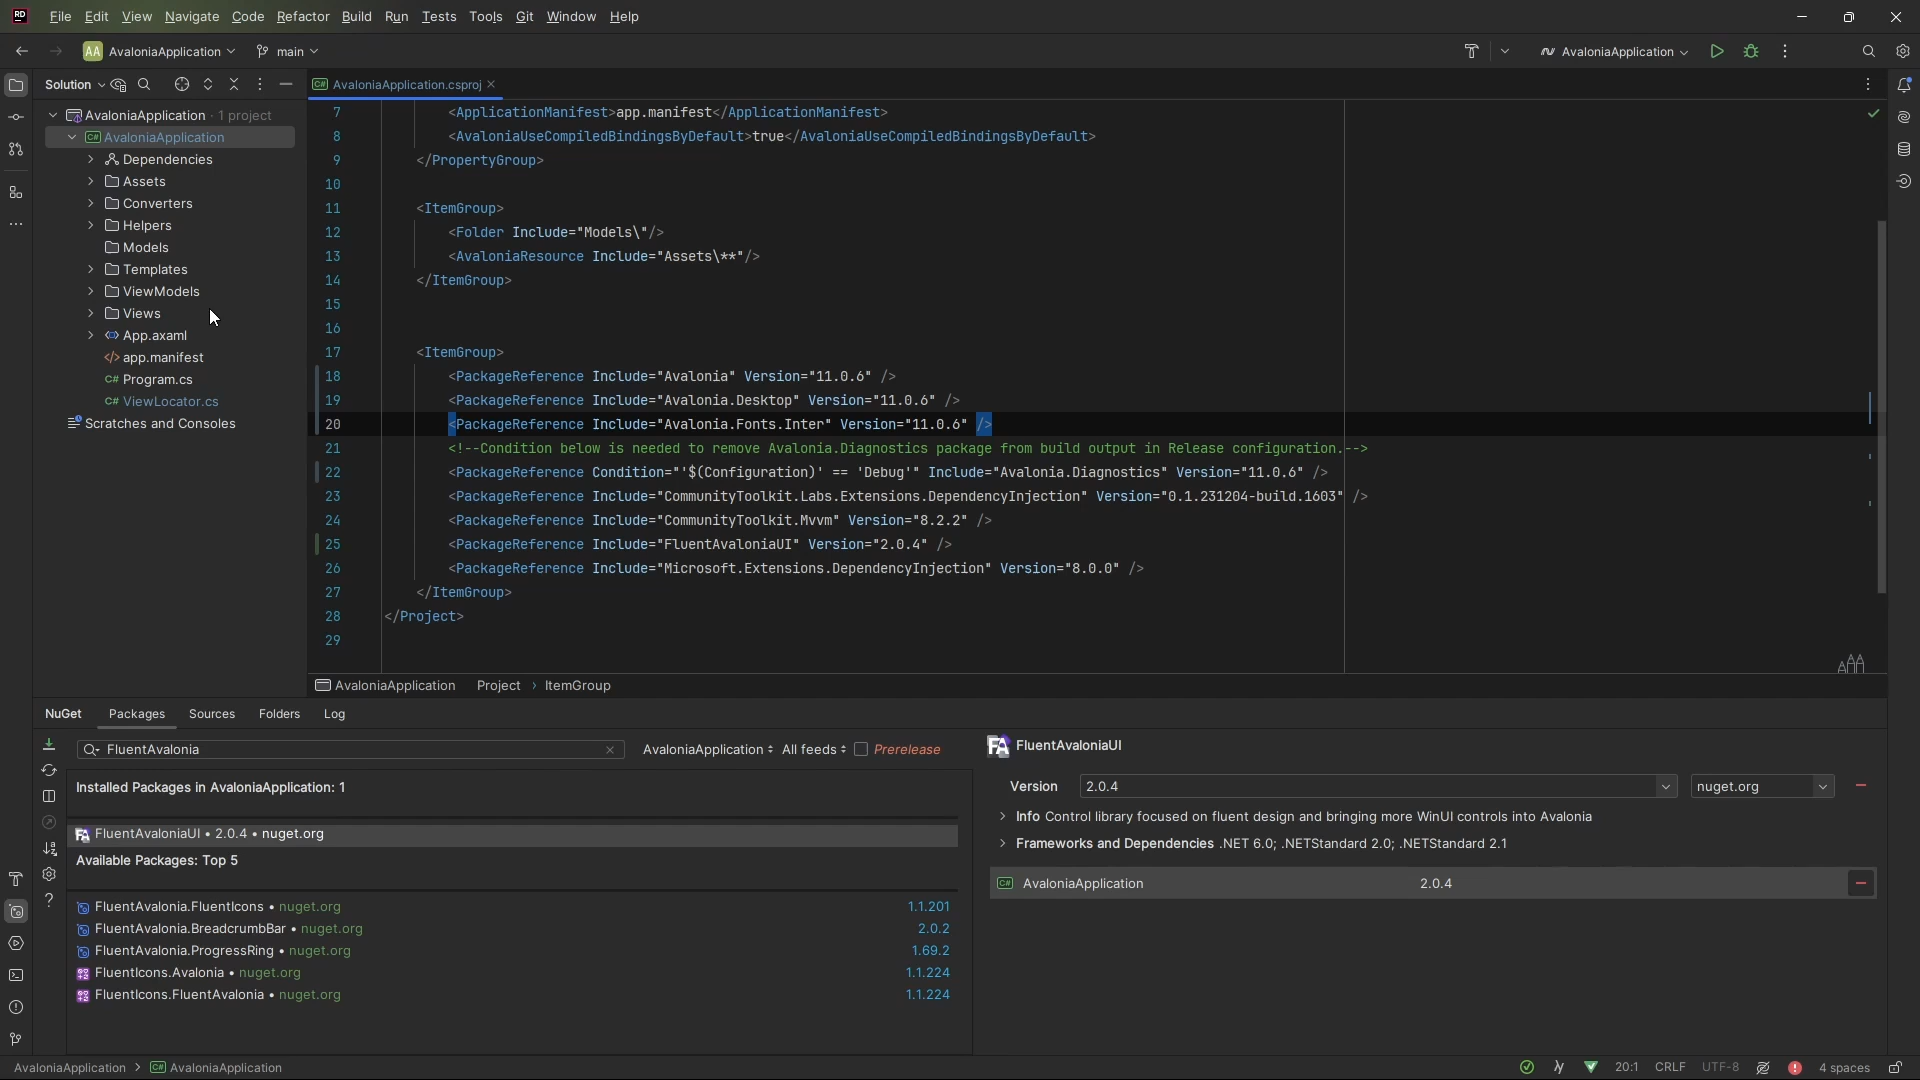 RD File Edit View Navigate Code Refactor Build Run Tests Tools Git Window Help
AA AvaloniaApplication main AvaloniaApplication
Solution
AvaloniaApplication.csproj
AvaloniaApplication · 1 project
AvaloniaApplication
Dependencies
Assets
Converters
Helpers
Models
Templates
ViewModels
Views
App.axaml
app.manifest
C# Program.cs
C# ViewLocator.cs
Scratches and Consoles
7 <ApplicationManifest>app.manifest</ApplicationManifest>
8 <AvaloniaUseCompiledBindingsByDefault>true</AvaloniaUseCompiledBindingsByDefault>
9 </PropertyGroup>
10
11 <ItemGroup>
12 <Folder Include="Models\"/>
13 <AvaloniaResource Include="Assets\**"/>
14 </ItemGroup>
15
16
17 <ItemGroup>
18 <PackageReference Include="Avalonia" Version="11.0.6" />
19 <PackageReference Include="Avalonia.Desktop" Version="11.0.6" />
20 <PackageReference Include="Avalonia.Fonts.Inter" Version="11.0.6" />
21 <!--Condition below is needed to remove Avalonia.Diagnostics package from build output in Release configuration.-->
22 <PackageReference Condition="'$(Configuration)' == 'Debug'" Include="Avalonia.Diagnostics" Version="11.0.6" />
23 <PackageReference Include="CommunityToolkit.Labs.Extensions.DependencyInjection" Version="0.1.231204-build.1603" />
24 <PackageReference Include="CommunityToolkit.Mvvm" Version="8.2.2" />
25 <PackageReference Include="FluentAvaloniaUI" Version="2.0.4" />
26 <PackageReference Include="Microsoft.Extensions.DependencyInjection" Version="8.0.0" />
27 </ItemGroup>
28 </Project>
29
AvaloniaApplication Project › ItemGroup
NuGet Packages Sources Folders Log
FluentAvalonia AvaloniaApplication All feeds Prerelease
Installed Packages in AvaloniaApplication: 1
FluentAvaloniaUI • 2.0.4 • nuget.org
Available Packages: Top 5
FluentAvalonia.FluentIcons • nuget.org 1.1.201
FluentAvalonia.BreadcrumbBar • nuget.org 2.0.2
FluentAvalonia.ProgressRing • nuget.org 1.69.2
FluentIcons.Avalonia • nuget.org 1.1.224
FluentIcons.FluentAvalonia • nuget.org 1.1.224
FA FluentAvaloniaUI
Version 2.0.4 nuget.org
Info Control library focused on fluent design and bringing more WinUI controls into Avalonia
Frameworks and Dependencies .NET 6.0; .NETStandard 2.0; .NETStandard 2.1
C# AvaloniaApplication 2.0.4
AvaloniaApplication › C# AvaloniaApplication 20:1 CRLF UTF-8 4 spaces